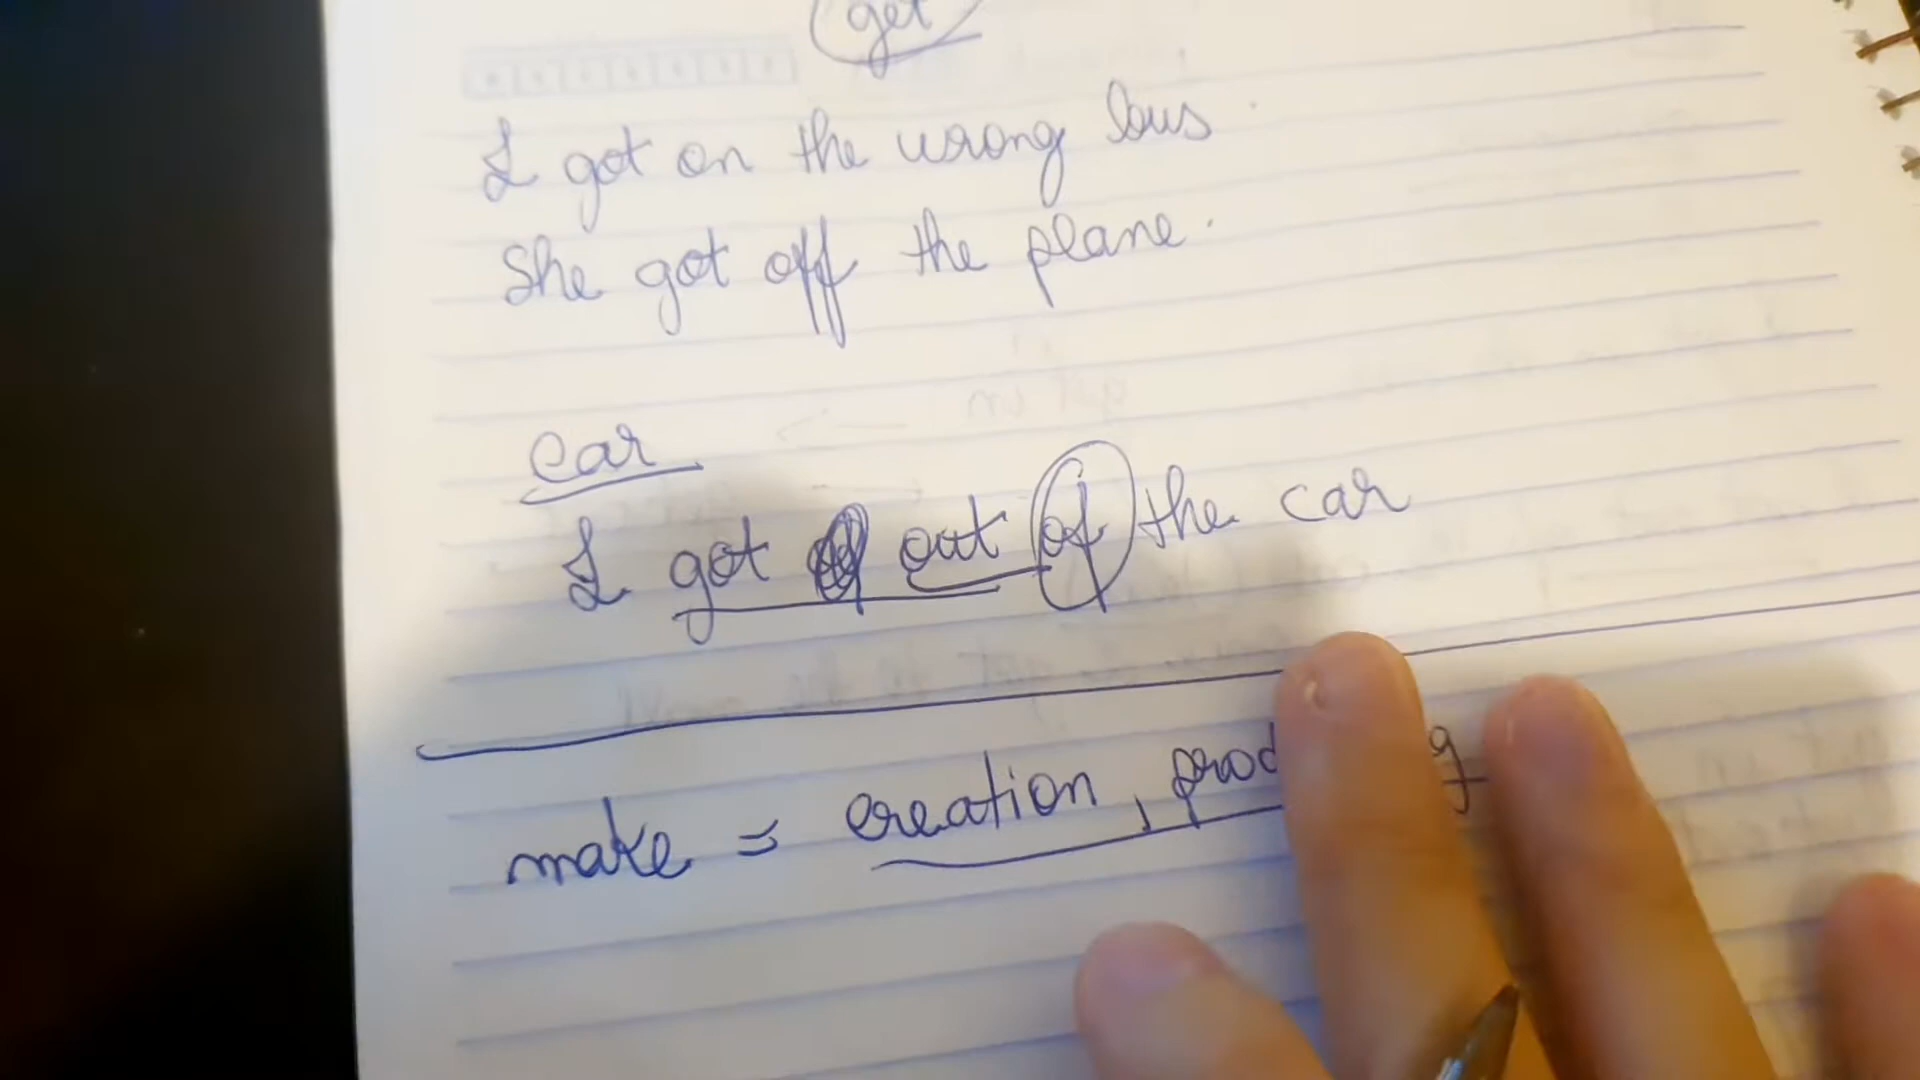 get
I got on the wrong bus.
She got off the plane.
car
I got out of the car
make = creation,